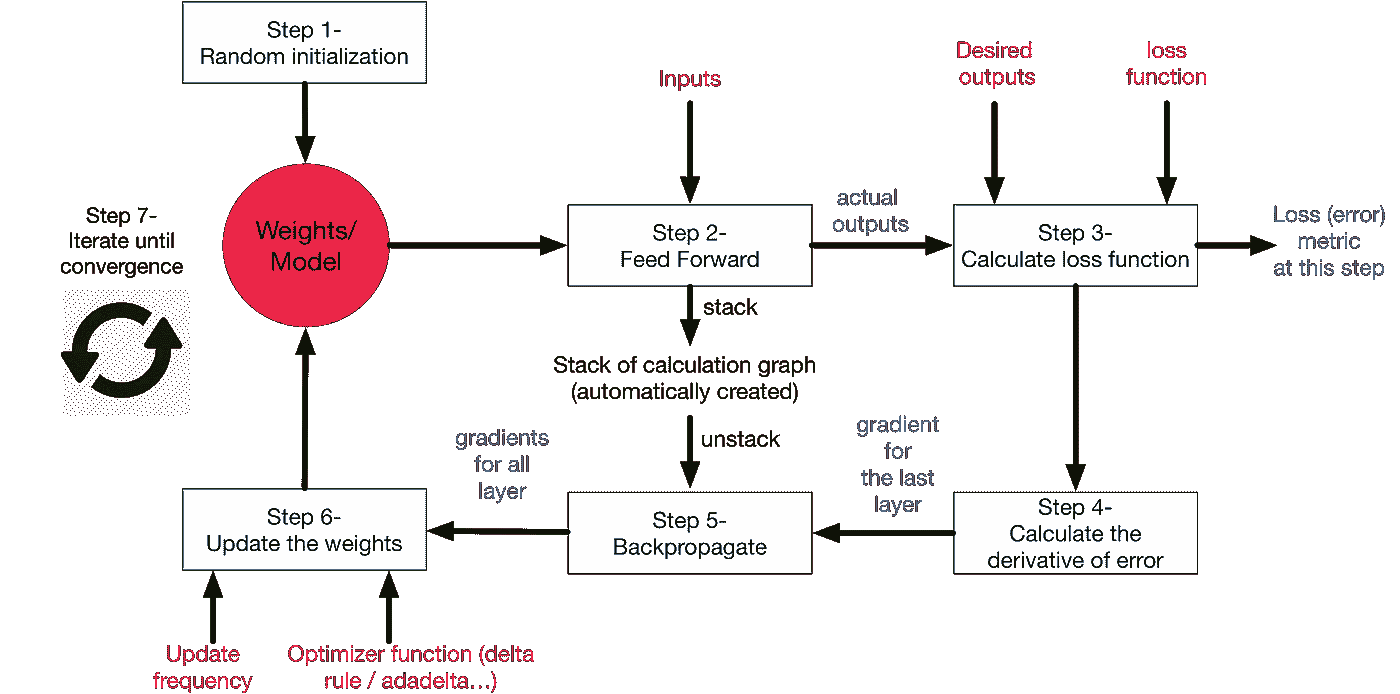 Step 1-
Random initialization
Inputs
Desired
outputs
loss
function
Step 7-
Iterate until
convergence
Weights/
Model
Step 2-
Feed Forward
actual
outputs
Step 3-
Calculate loss function
Loss (error)
metric
at this step
stack
Stack of calculation graph
(automatically created)
unstack
gradients
for all
layer
gradient
for
the last
layer
Step 6-
Update the weights
Step 5-
Backpropagate
Step 4-
Calculate the
derivative of error
Update
frequency
Optimizer function (delta
rule / adadelta...)